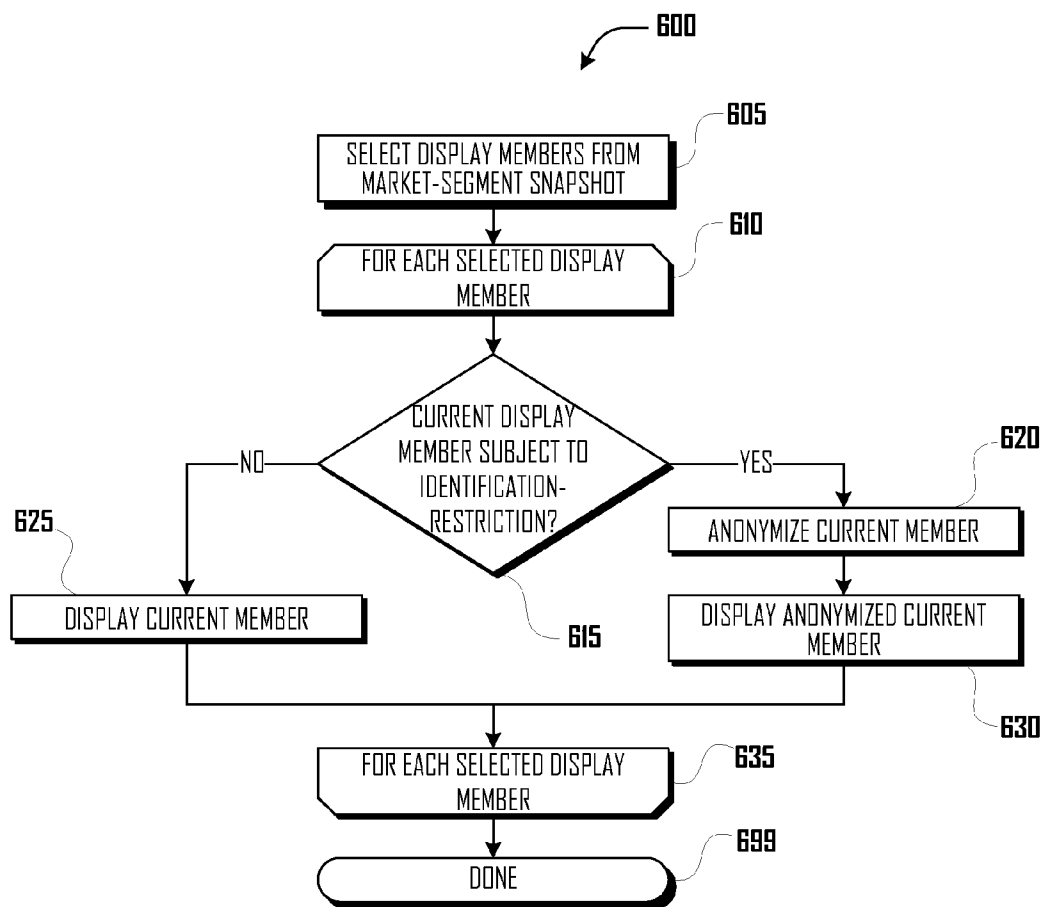 600
605
SELECT DISPLAY MEMBERS FROM
MARKET-SEGMENT SNAPSHOT
610
FOR EACH SELECTED DISPLAY
MEMBER
CURRENT DISPLAY
MEMBER SUBJECT TO
IDENTIFICATION-
RESTRICTION?
NO
YES
620
625
ANONYMIZE CURRENT MEMBER
DISPLAY CURRENT MEMBER
DISPLAY ANONYMIZED CURRENT
MEMBER
615
630
635
FOR EACH SELECTED DISPLAY
MEMBER
699
DONE